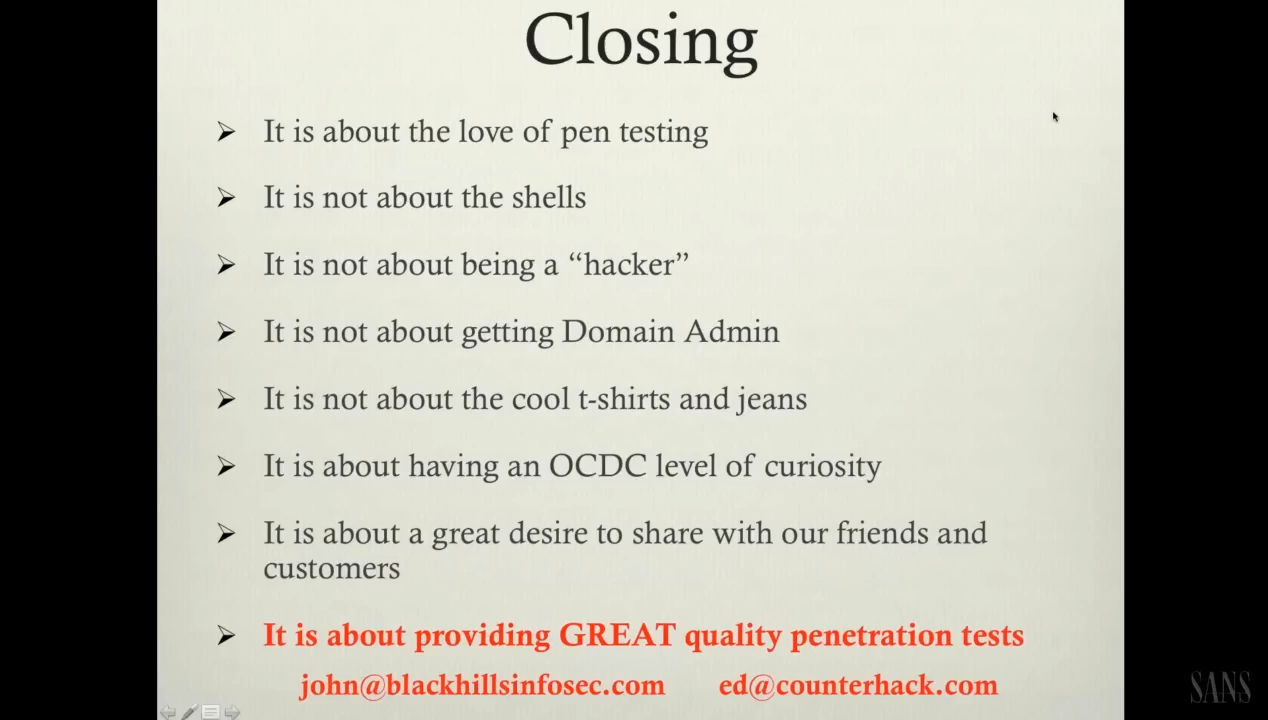 Closing
It is about the love of pen testing
It is not about the shells
It is not about being a “hacker”
It is not about getting Domain Admin
It is not about the cool t-shirts and jeans
It is about having an OCDC level of curiosity
It is about a great desire to share with our friends and
customers
It is about providing GREAT quality penetration tests
john@blackhillsinfosec.com ed@counterhack.com
SANS